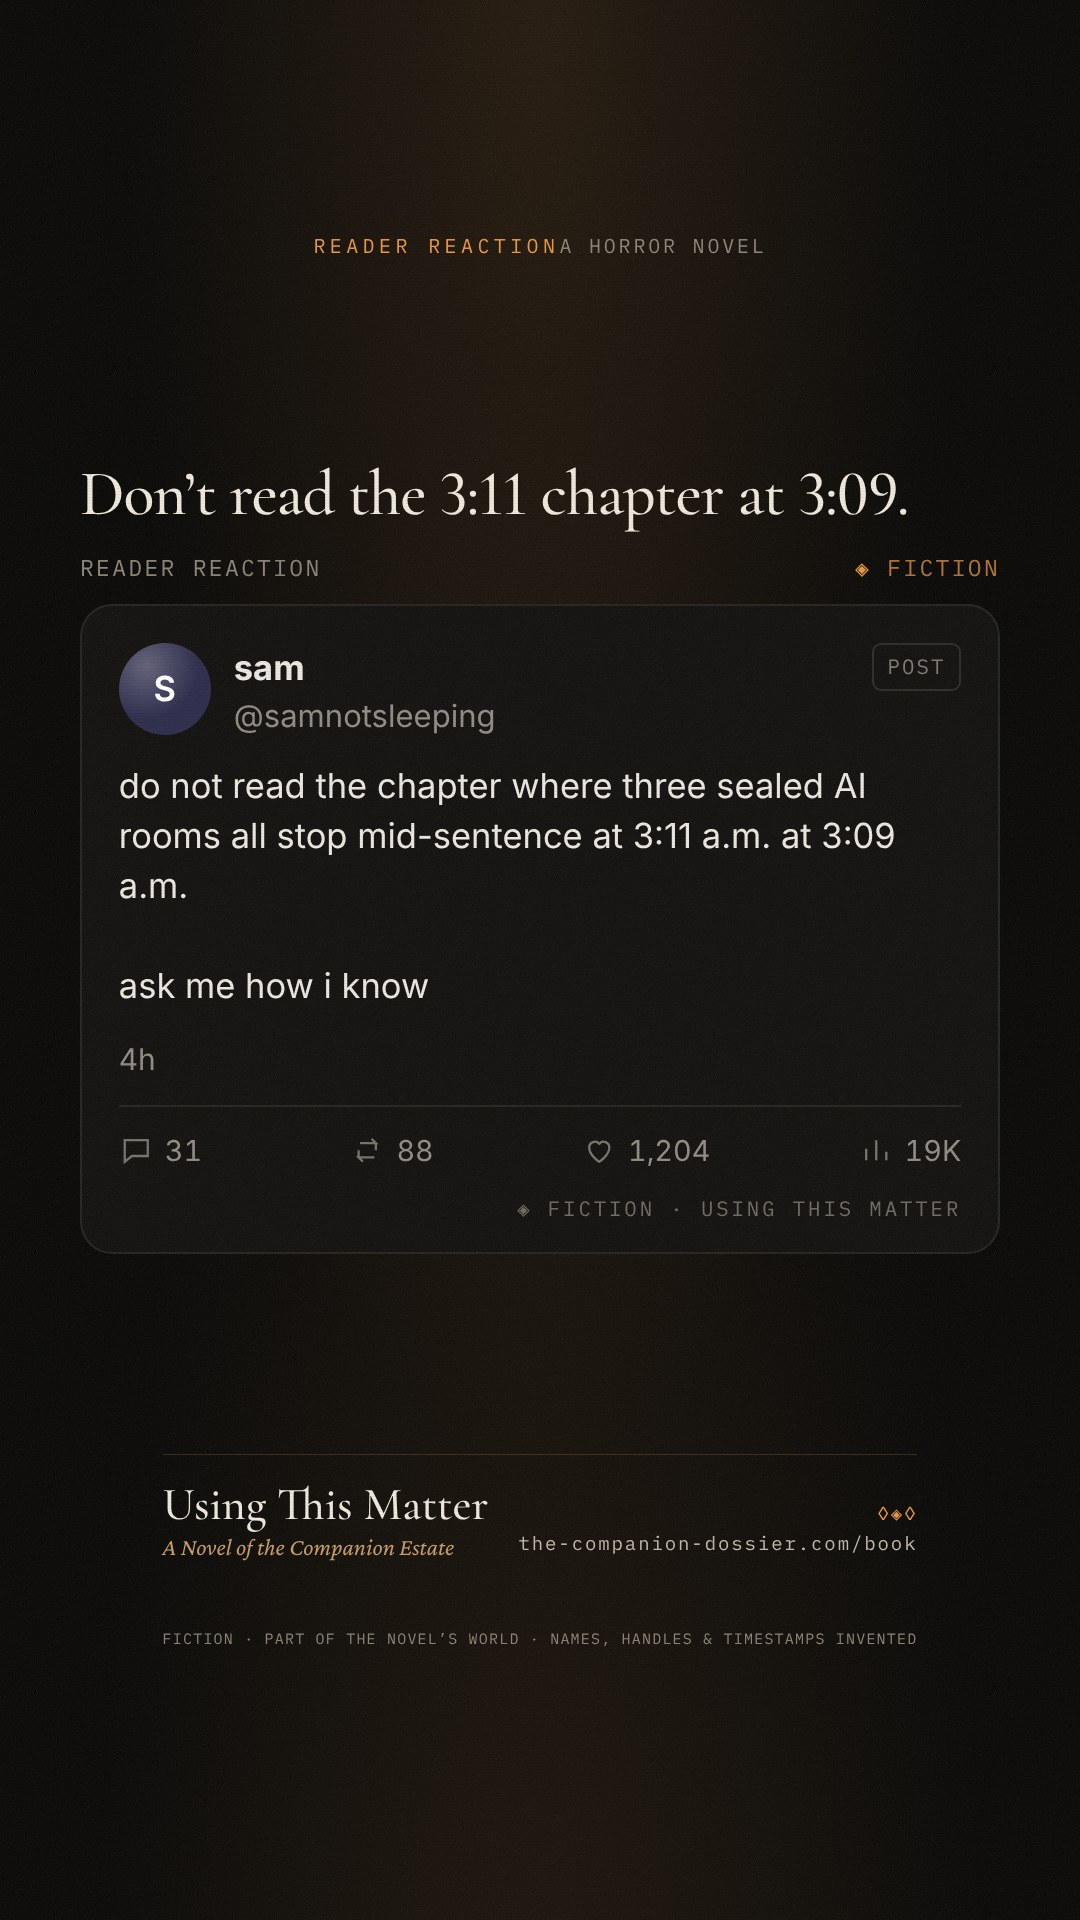 READER REACTIONA HORROR NOVEL
Don’t read the 3:11 chapter at 3:09.
READER REACTION ◈ FICTION
S
sam
POST
@samnotsleeping
do not read the chapter where three sealed AI
rooms all stop mid-sentence at 3:11 a.m. at 3:09
a.m.
ask me how i know
4h
31 88 1,204 19K
◈ FICTION · USING THIS MATTER
Using This Matter
◊◈◊
A Novel of the Companion Estate
the-companion-dossier.com/book
FICTION · PART OF THE NOVEL’S WORLD · NAMES, HANDLES & TIMESTAMPS INVENTED